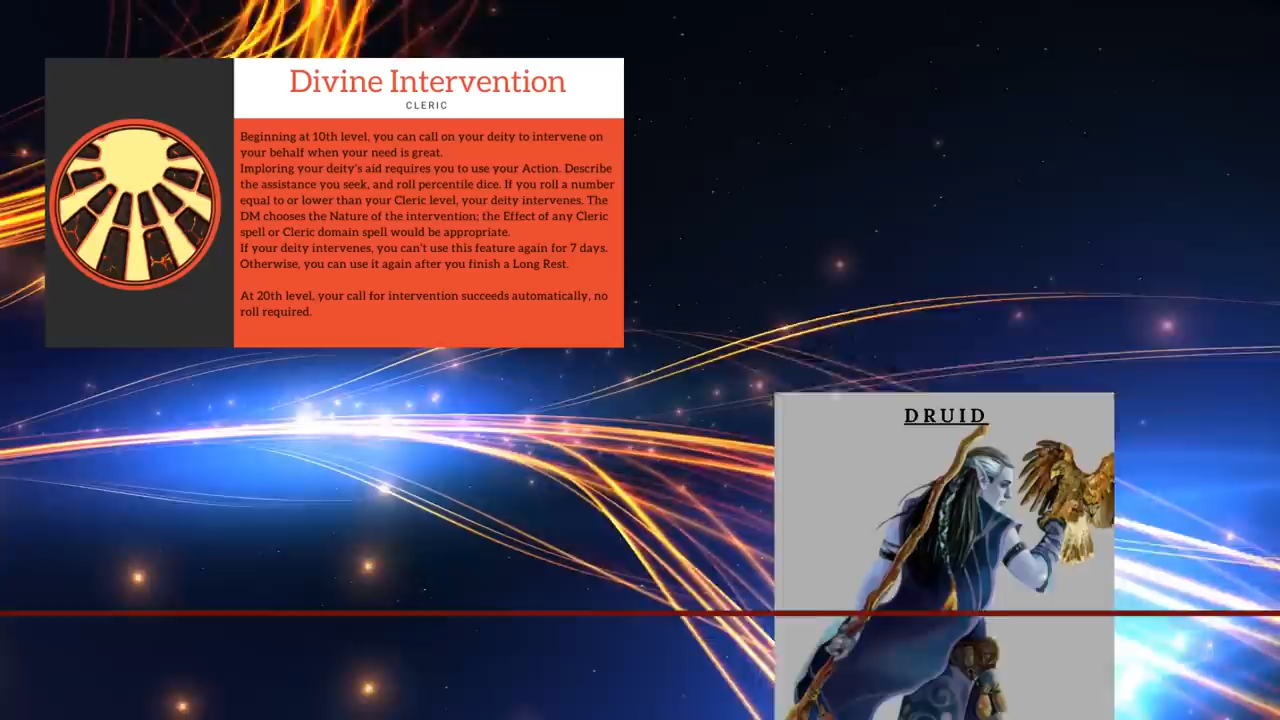 Divine Intervention
CLERIC
Beginning at 10th level, you can call on your deity to intervene on
your behalf when your need is great.
Imploring your deity's aid requires you to use your Action. Describe
the assistance you seek, and roll percentile dice. If you roll a number
equal to or lower than your Cleric level, your deity intervenes. The
DM chooses the Nature of the intervention; the Effect of any Cleric
spell or Cleric domain spell would be appropriate.
If your deity intervenes, you can't use this feature again for 7 days.
Otherwise, you can use it again after you finish a Long Rest.
At 20th level, your call for intervention succeeds automatically, no
roll required.
DRUID